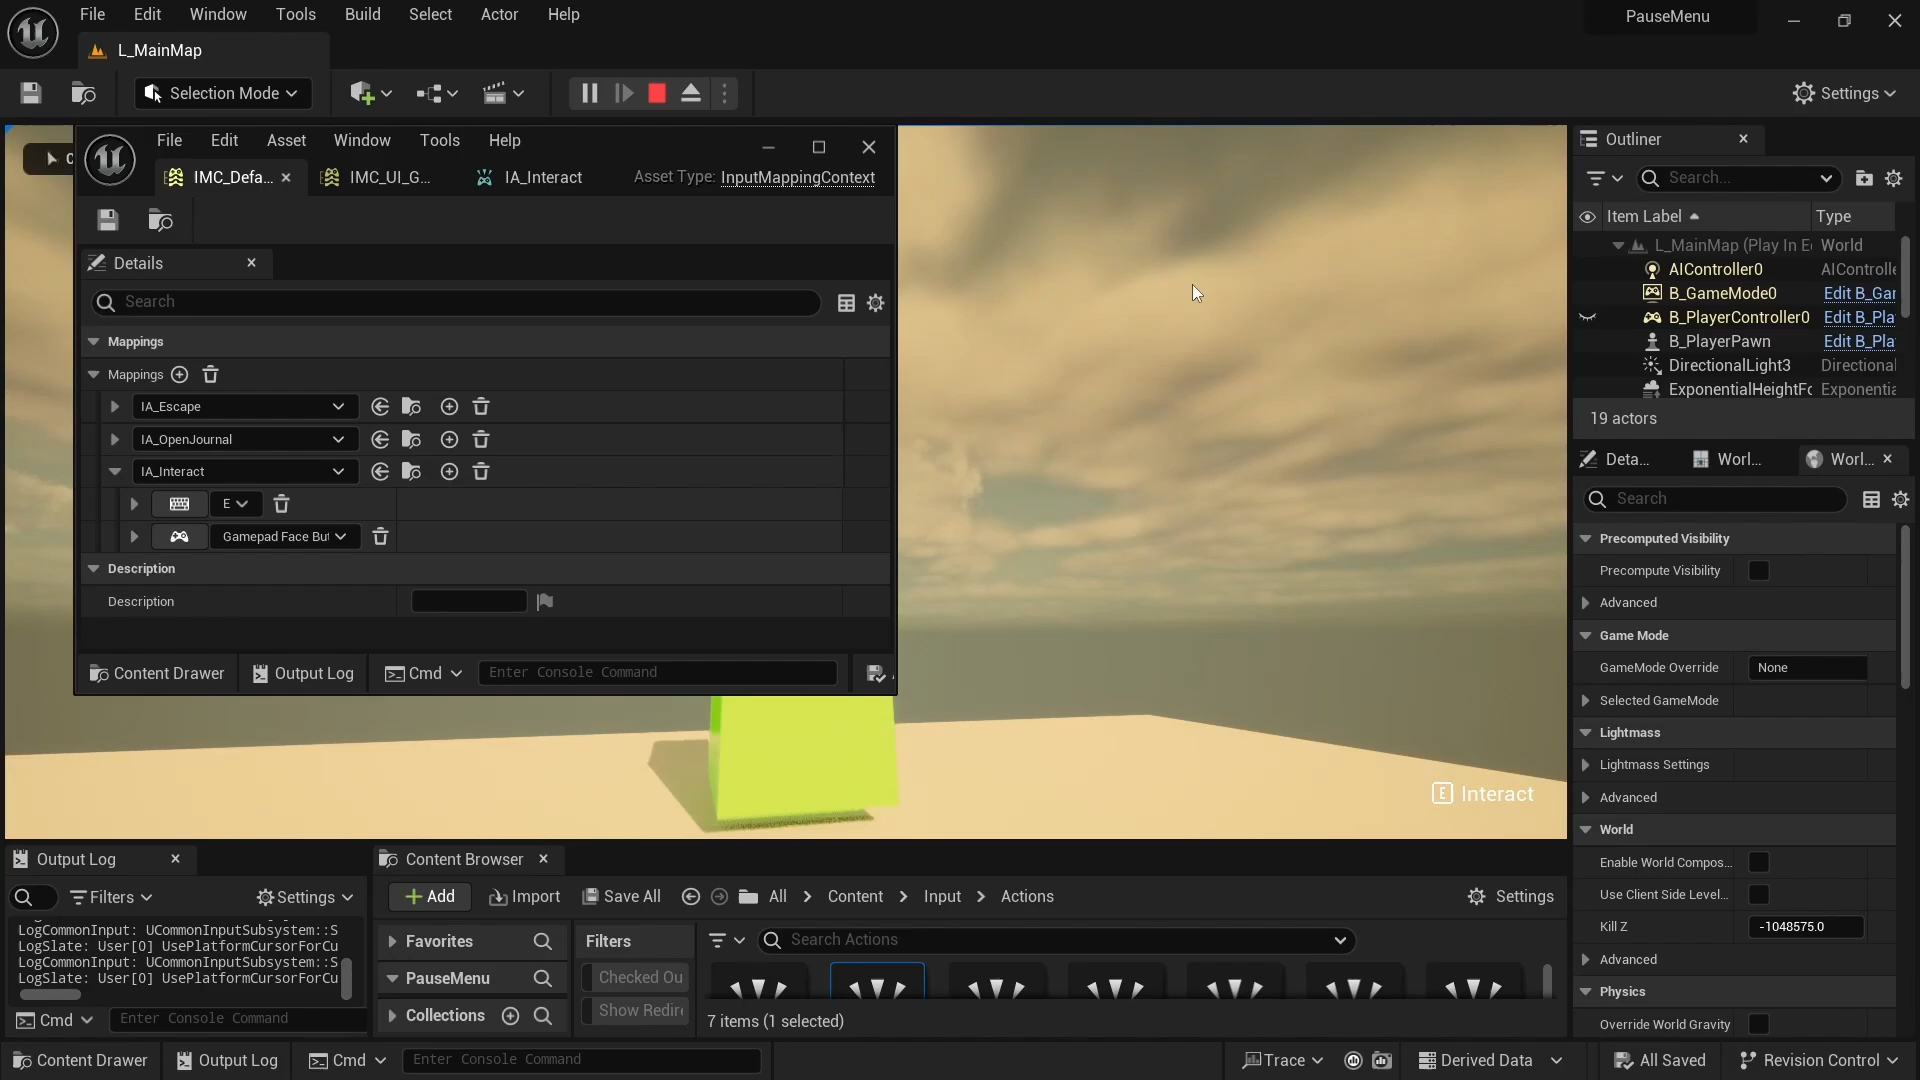 File Edit Window Tools Build Select Actor Help PauseMenu
L_MainMap
Selection Mode Settings
File Edit Asset Window Tools Help
IMC_Defa... IMC_UI_G... IA_Interact Asset Type: InputMappingContext
Details
Search
Mappings
Mappings
IA_Escape
IA_OpenJournal
IA_Interact
E
Gamepad Face But
Description
Description
Content Drawer Output Log Cmd Enter Console Command
E Interact
Outliner
Search...
Item Label Type
L_MainMap (Play In E World
AIController0 AIControlle
B_GameMode0 Edit B_Gar
B_PlayerController0 Edit B_Pla
B_PlayerPawn Edit B_Pla
DirectionalLight3 Directional
ExponentialHeightFo Exponentia
19 actors
Deta... Worl... Worl...
Search
Precomputed Visibility
Precompute Visibility
Advanced
Game Mode
GameMode Override None
Selected GameMode
Lightmass
Lightmass Settings
Advanced
World
Enable World Compos...
Use Client Side Level...
Kill Z -1048575.0
Advanced
Physics
Override World Gravity
Output Log
Filters Settings
LogCommonInput: UCommonInputSubsystem::S
LogSlate: User[0] UsePlatformCursorForCu
LogCommonInput: UCommonInputSubsystem::S
LogSlate: User[0] UsePlatformCursorForCu
Cmd Enter Console Command
Content Browser
Add Import Save All All Content Input Actions Settings
Favorites
PauseMenu
Collections
Filters
Checked Ou
Show Redire
Search Actions
7 items (1 selected)
Content Drawer Output Log Cmd Enter Console Command Trace Derived Data All Saved Revision Control